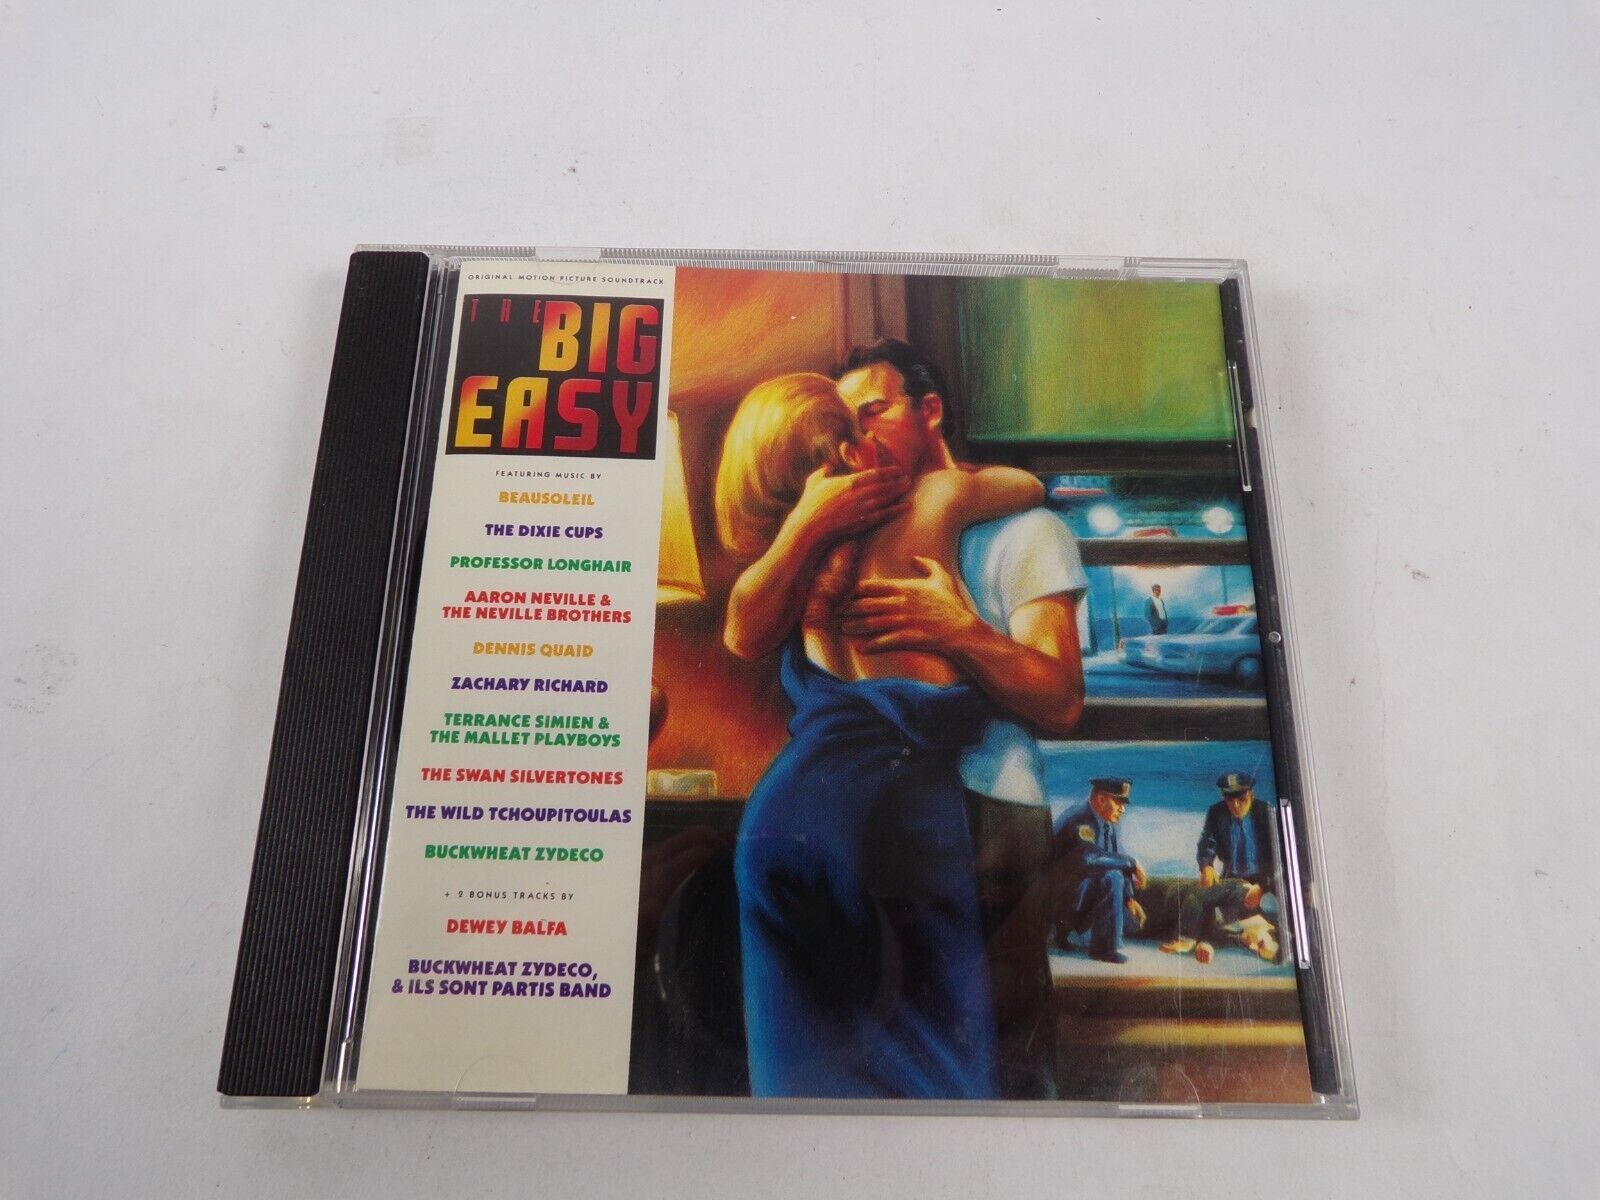 ORIGINAL MOTION PICTURE SOUNDTRACK
THE BIG
EASY
FEATURING MUSIC BY
BEAUSOLEIL
THE DIXIE CUPS
PROFESSOR LONGHAIR
AARON NEVILLE &
THE NEVILLE BROTHERS
DENNIS QUAID
ZACHARY RICHARD
TERRANCE SIMIEN &
THE MALLET PLAYBOYS
THE SWAN SILVERTONES
THE WILD TCHOUPITOULAS
BUCKWHEAT ZYDECO
+ 2 BONUS TRACKS BY
DEWEY BALFA
BUCKWHEAT ZYDECO,
& ILS SONT PARTIS BAND